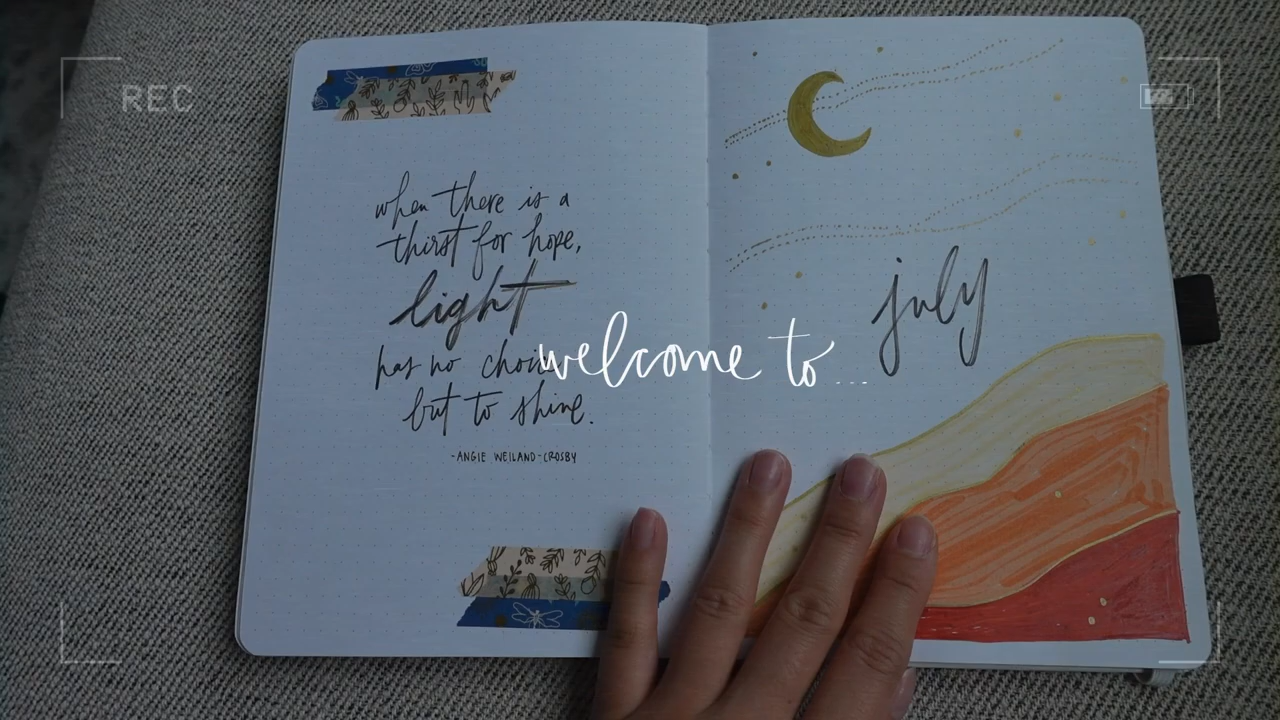 REC
when there is a
thirst for hope,
light
has no choice
but to shine.
-ANGIE WEILAND-CROSBY
july
welcome to...